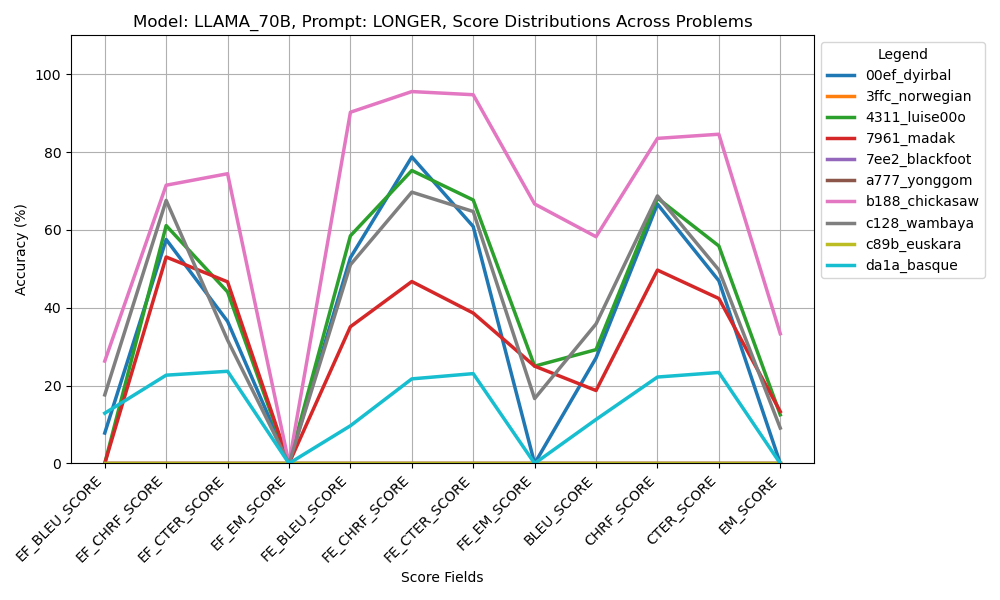 Model: LLAMA_70B, Prompt: LONGER, Score Distributions Across Problems
Accuracy (%)
100
80
60
40
20
0
EF_BLEU_SCORE
EF_CHRF_SCORE
EF_CTER_SCORE
EF_EM_SCORE
FE_BLEU_SCORE
FE_CHRF_SCORE
FE_CTER_SCORE
FE_EM_SCORE
BLEU_SCORE
CHRF_SCORE
CTER_SCORE
EM_SCORE
Score Fields
Legend
00ef_dyirbal
3ffc_norwegian
4311_luise00o
7961_madak
7ee2_blackfoot
a777_yonggom
b188_chickasaw
c128_wambaya
c89b_euskara
da1a_basque